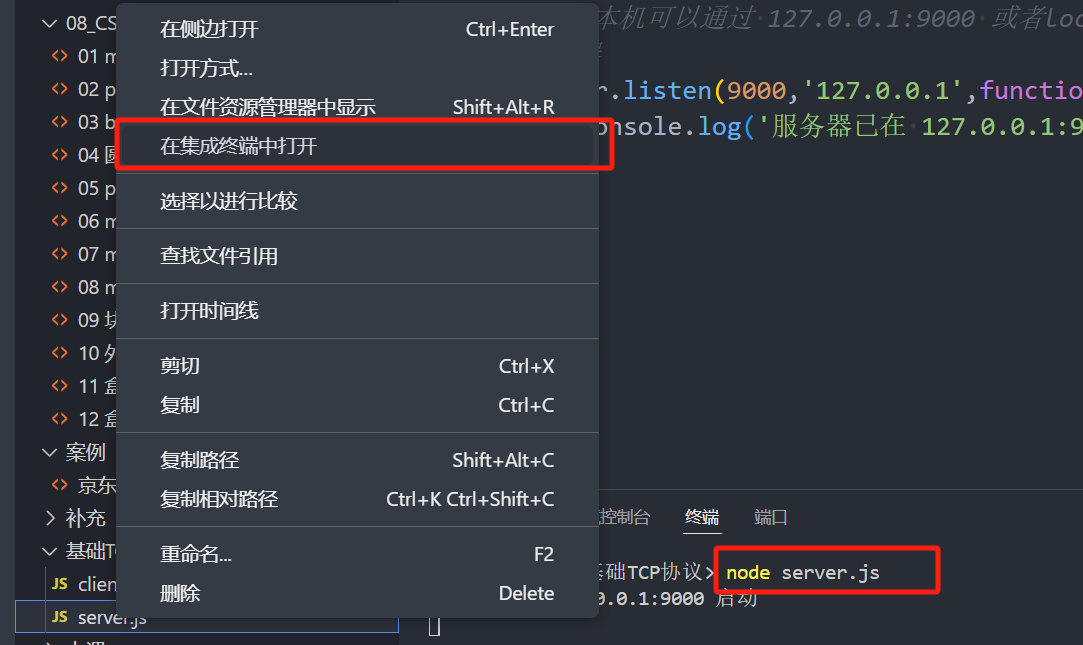 08_CS
01 m
02 p
03 b
04 圆
05 p
06 m
07 m
08 m
09 块
10 外
11 盒
12 盒
案例
京东
补充
基础TC
JS clien
JS server.js
在侧边打开 Ctrl+Enter
打开方式...
在文件资源管理器中显示 Shift+Alt+R
在集成终端中打开
选择以进行比较
查找文件引用
打开时间线
剪切 Ctrl+X
复制 Ctrl+C
复制路径 Shift+Alt+C
复制相对路径 Ctrl+K Ctrl+Shift+C
重命名... F2
删除 Delete
本机可以通过 127.0.0.1:9000 或者loc
r.listen(9000,'127.0.0.1',functio
onsole.log('服务器已在 127.0.0.1:9
控制台 终端 端口
基础TCP协议> node server.js
0.0.1:9000 启动